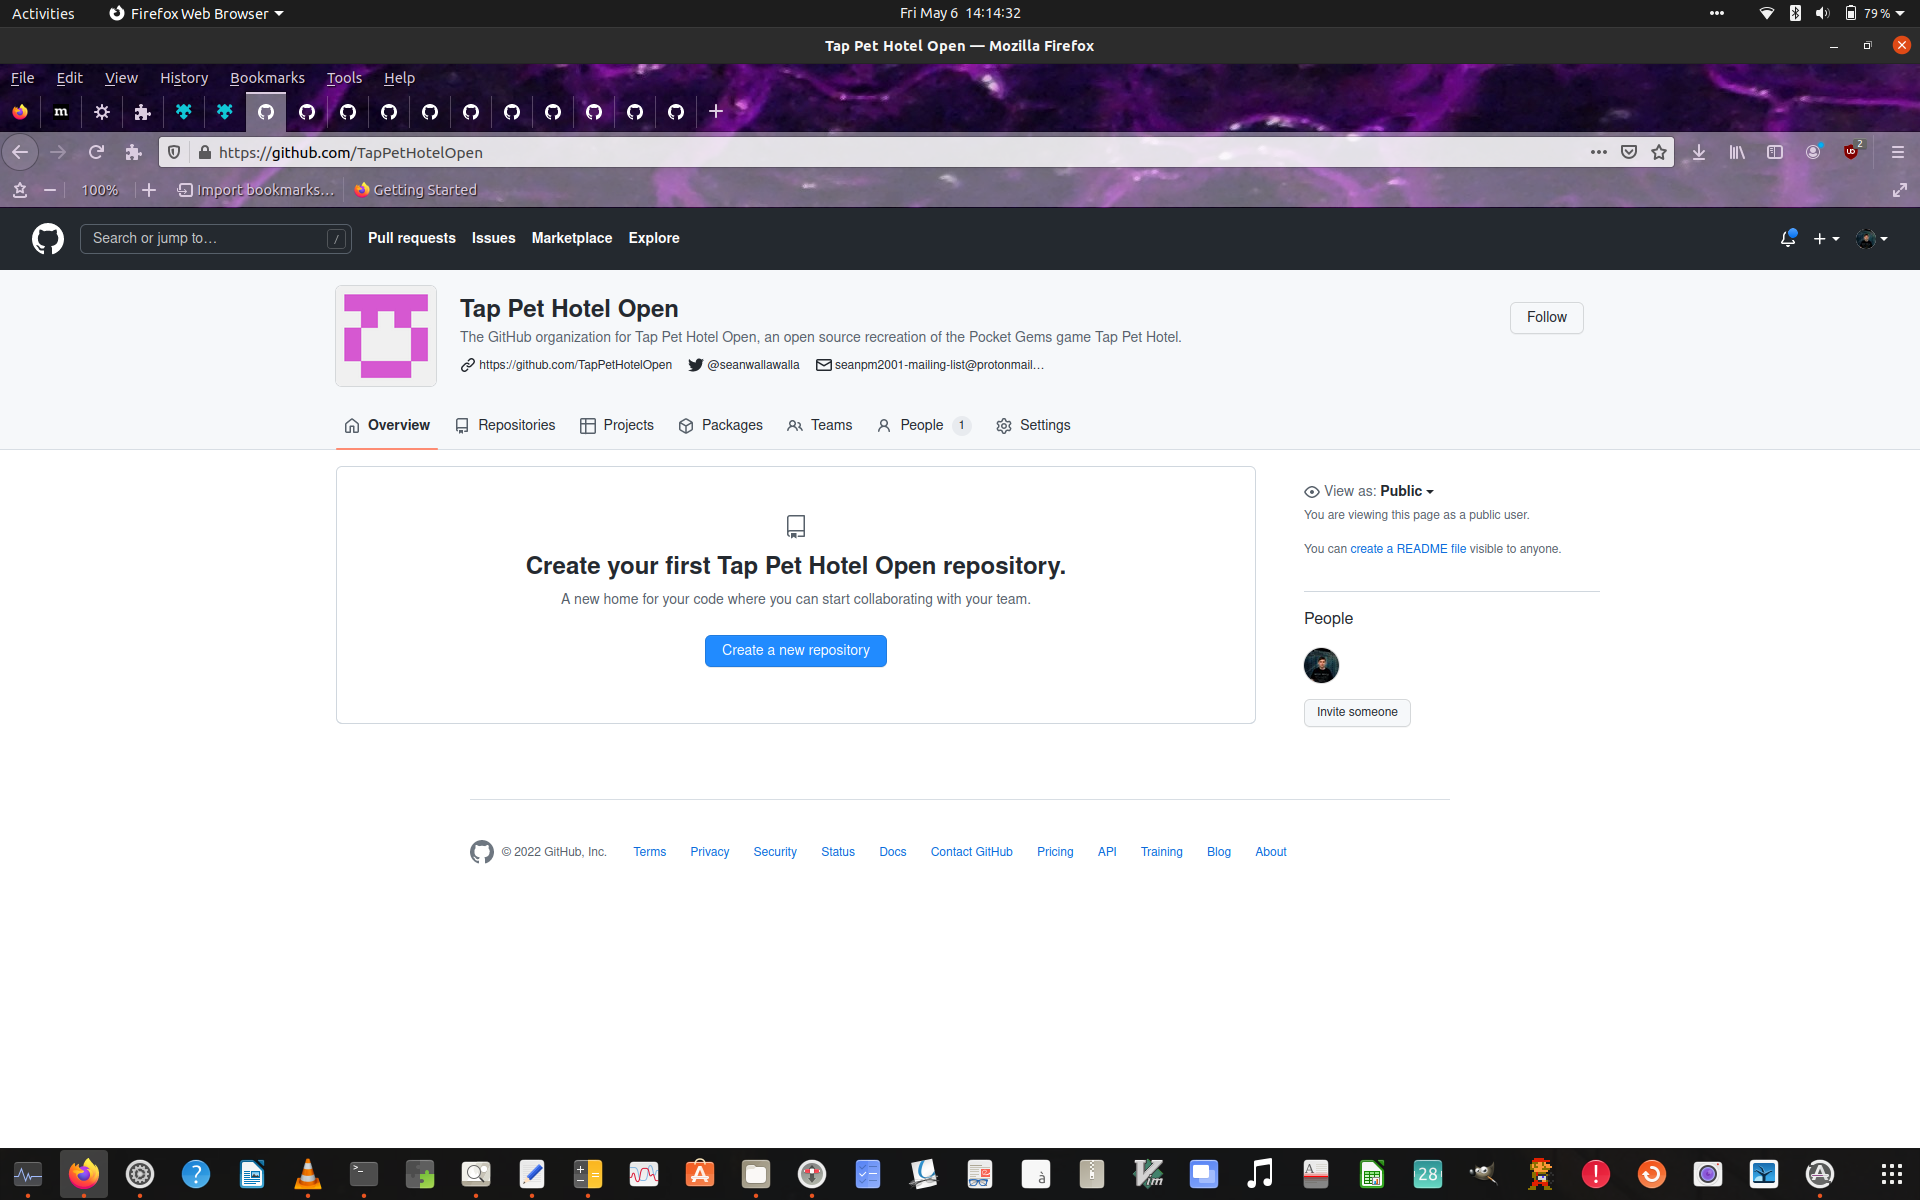 Activities
Firefox Web Browser
Fri May 6 14:14:32
79 %
Tap Pet Hotel Open — Mozilla Firefox
File Edit View History Bookmarks Tools Help
m
https://github.com/TapPetHotelOpen
2
100%
Import bookmarks…
Getting Started
Search or jump to…
/
Pull requests
Issues
Marketplace
Explore
Tap Pet Hotel Open
The GitHub organization for Tap Pet Hotel Open, an open source recreation of the Pocket Gems game Tap Pet Hotel.
https://github.com/TapPetHotelOpen
@seanwallawalla
seanpm2001-mailing-list@protonmail…
Follow
Overview
Repositories
Projects
Packages
Teams
People 1
Settings
Create your first Tap Pet Hotel Open repository.
A new home for your code where you can start collaborating with your team.
Create a new repository
View as: Public
You are viewing this page as a public user.
You can create a README file visible to anyone.
People
Invite someone
© 2022 GitHub, Inc.
Terms
Privacy
Security
Status
Docs
Contact GitHub
Pricing
API
Training
Blog
About
28